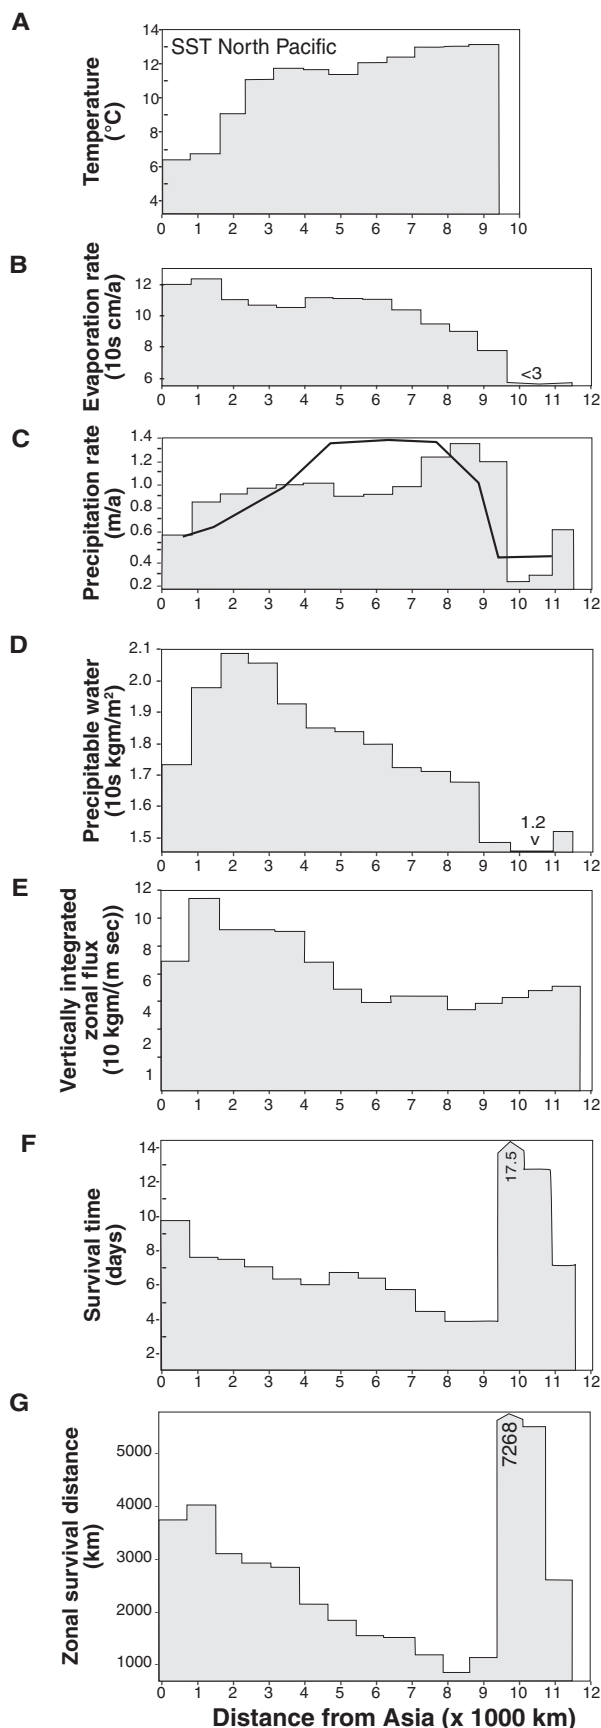 A
Temperature
(°C)
14
12
10
8
6
4
SST North Pacific
0 1 2 3 4 5 6 7 8 9 10
B
Evaporation rate
(10s cm/a)
12
10
8
6
<3
0 1 2 3 4 5 6 7 8 9 10 11 12
C
Precipitation rate
(m/a)
1.4
1.2
1.0
0.8
0.6
0.4
0.2
0 1 2 3 4 5 6 7 8 9 10 11 12
D
Precipitable water
(10s kgm/m²)
2.1
2.0
1.9
1.8
1.7
1.6
1.5
1.2
v
0 1 2 3 4 5 6 7 8 9 10 11 12
E
Vertically integrated
zonal flux
(10 kgm/(m sec))
12
10
8
6
4
2
1
0 1 2 3 4 5 6 7 8 9 10 11 12
F
Survival time
(days)
14
12
10
8
6
4
2
17.5
0 1 2 3 4 5 6 7 8 9 10 11 12
G
Zonal survival distance
(km)
5000
4000
3000
2000
1000
7268
0 1 2 3 4 5 6 7 8 9 10 11 12
Distance from Asia (x 1000 km)